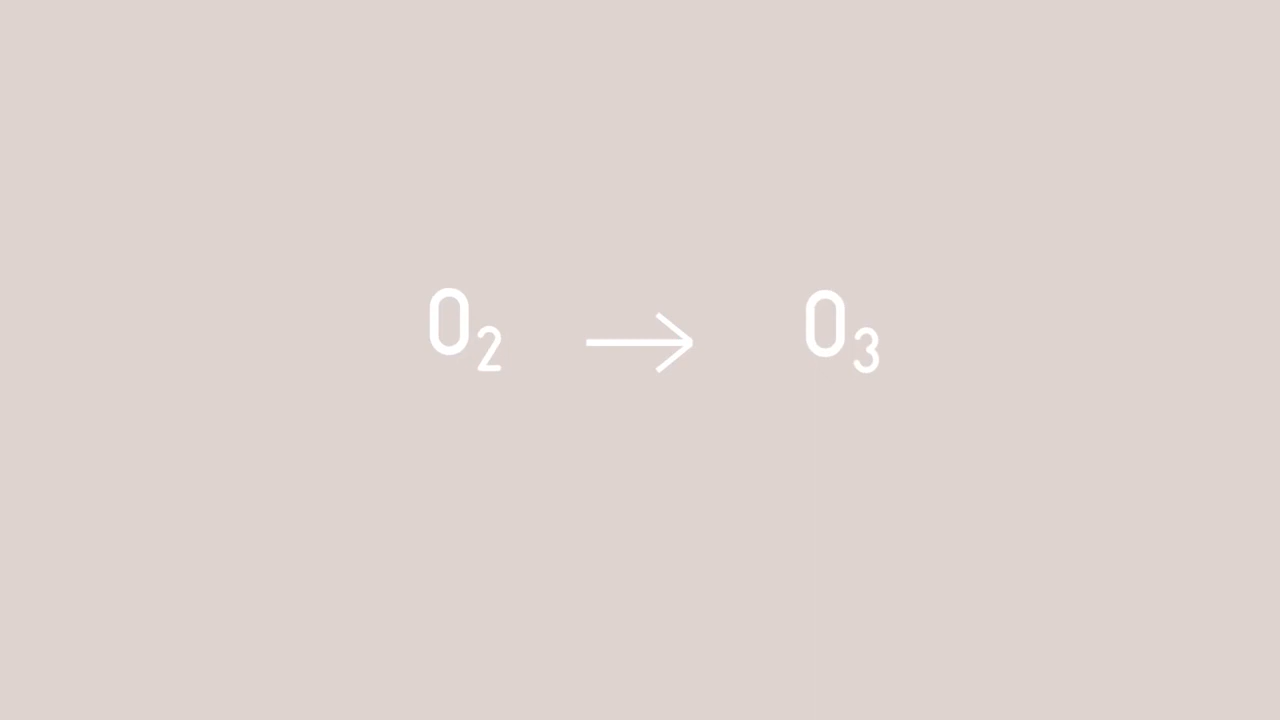 O₂ → O₃